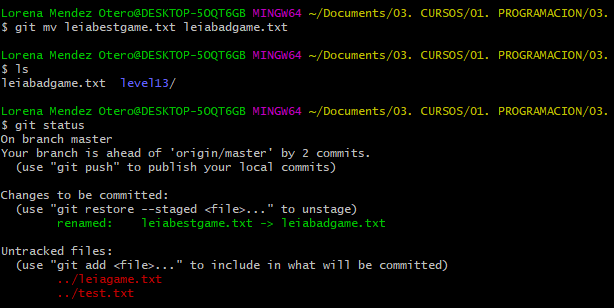 Lorena Mendez Otero@DESKTOP-5OQT6GB MINGW64 ~/Documents/03. CURSOS/01. PROGRAMACION/03.
$ git mv leiabestgame.txt leiabadgame.txt
Lorena Mendez Otero@DESKTOP-5OQT6GB MINGW64 ~/Documents/03. CURSOS/01. PROGRAMACION/03.
$ ls
leiabadgame.txt level13/
Lorena Mendez Otero@DESKTOP-5OQT6GB MINGW64 ~/Documents/03. CURSOS/01. PROGRAMACION/03.
$ git status
On branch master
Your branch is ahead of 'origin/master' by 2 commits.
(use "git push" to publish your local commits)
Changes to be committed:
(use "git restore --staged <file>..." to unstage)
renamed: leiabestgame.txt -> leiabadgame.txt
Untracked files:
(use "git add <file>..." to include in what will be committed)
../leiagame.txt
../test.txt